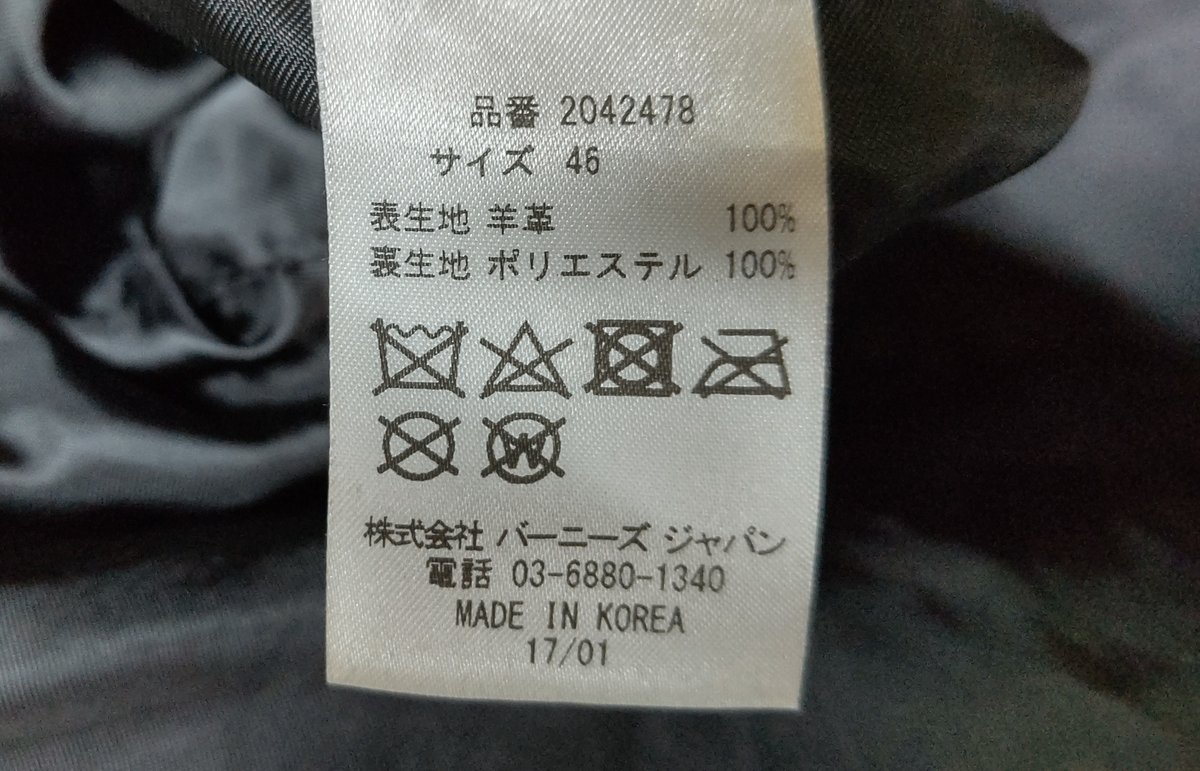 品番 2042478
サイズ 46
表生地 羊革 100%
裏生地 ポリエステル 100%
W
株式会社 バーニーズ ジャパン
電話 03-6880-1340
MADE IN KOREA
17/01